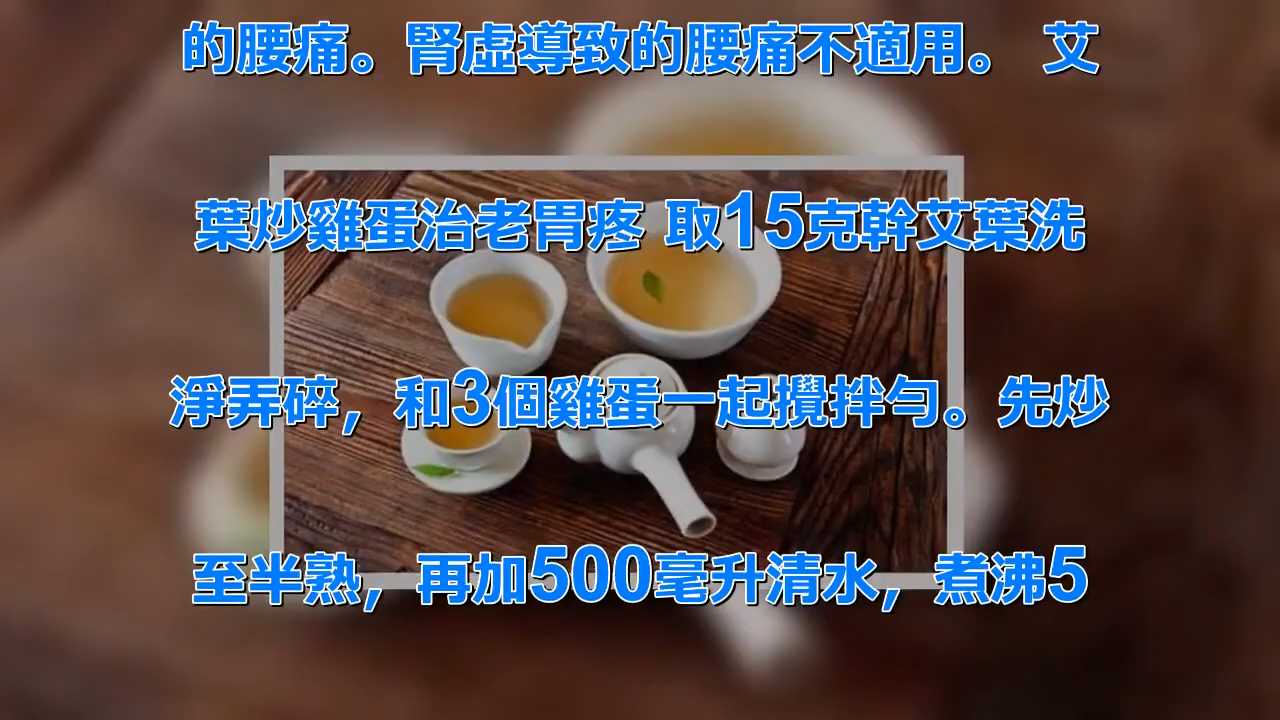 的腰痛。腎虛導致的腰痛不適用。 艾
葉炒雞蛋治老胃疼 取15克幹艾葉洗
淨弄碎，和3個雞蛋一起攪拌勻。先炒
至半熟，再加500毫升清水，煮沸5